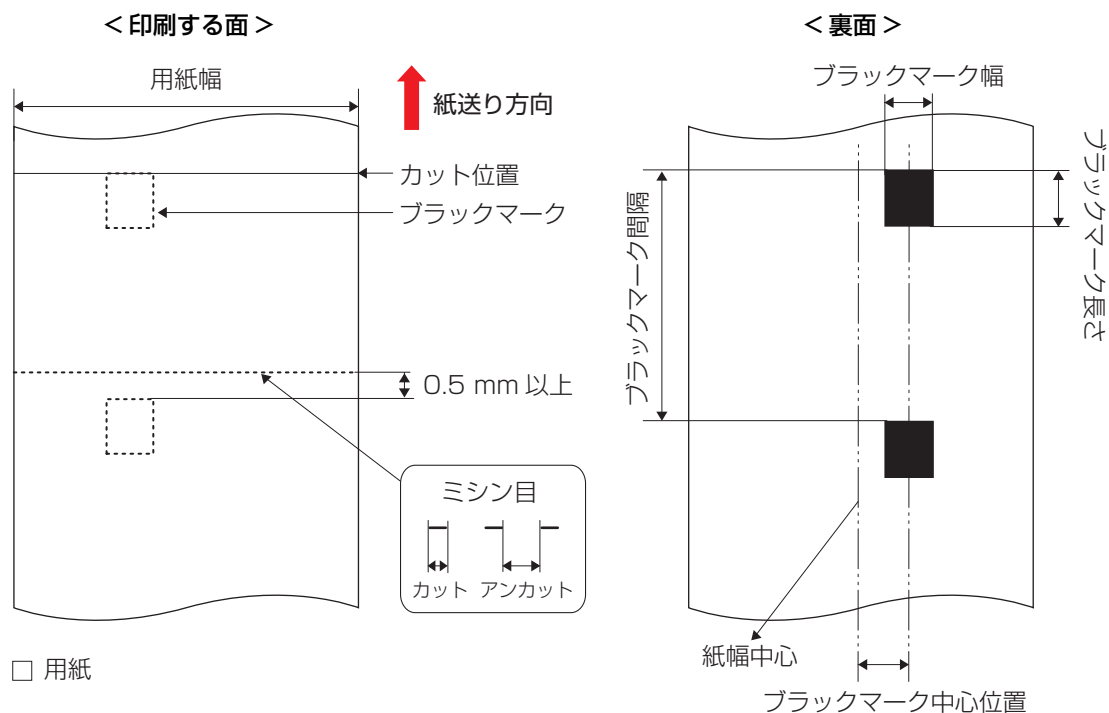 ＜印刷する面＞
用紙幅
紙送り方向
カット位置
ブラックマーク
0.5 mm 以上
ミシン目
カット アンカット
□ 用紙
＜裏面＞
ブラックマーク幅
ブラックマーク長さ
ブラックマーク間隔
紙幅中心
ブラックマーク中心位置